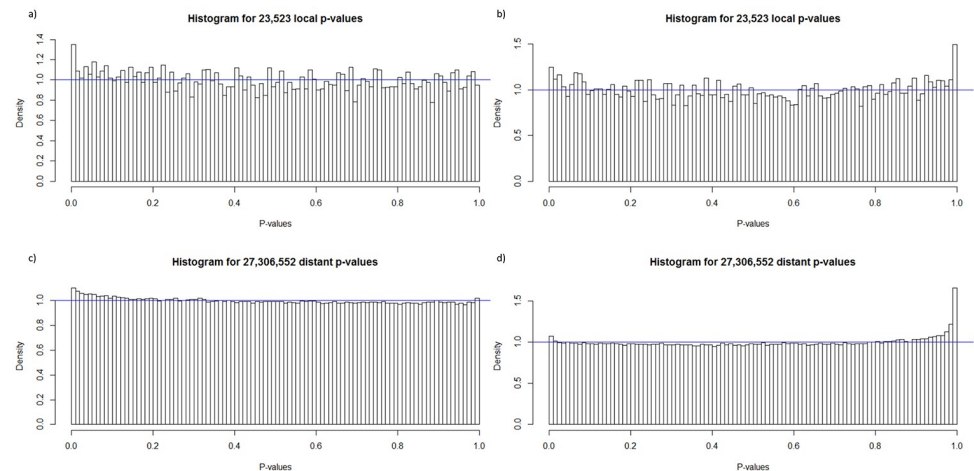 a)
Histogram for 23,523 local p-values
Density
0.0 0.2 0.4 0.6 0.8 1.0 1.2 1.4
0.0 0.2 0.4 0.6 0.8 1.0
P-values
b)
Histogram for 23,523 local p-values
Density
0.0 0.5 1.0 1.5
0.0 0.2 0.4 0.6 0.8 1.0
P-values
c)
Histogram for 27,306,552 distant p-values
Density
0.0 0.2 0.4 0.6 0.8 1.0
0.0 0.2 0.4 0.6 0.8 1.0
P-values
d)
Histogram for 27,306,552 distant p-values
Density
0.0 0.5 1.0 1.5
0.0 0.2 0.4 0.6 0.8 1.0
P-values